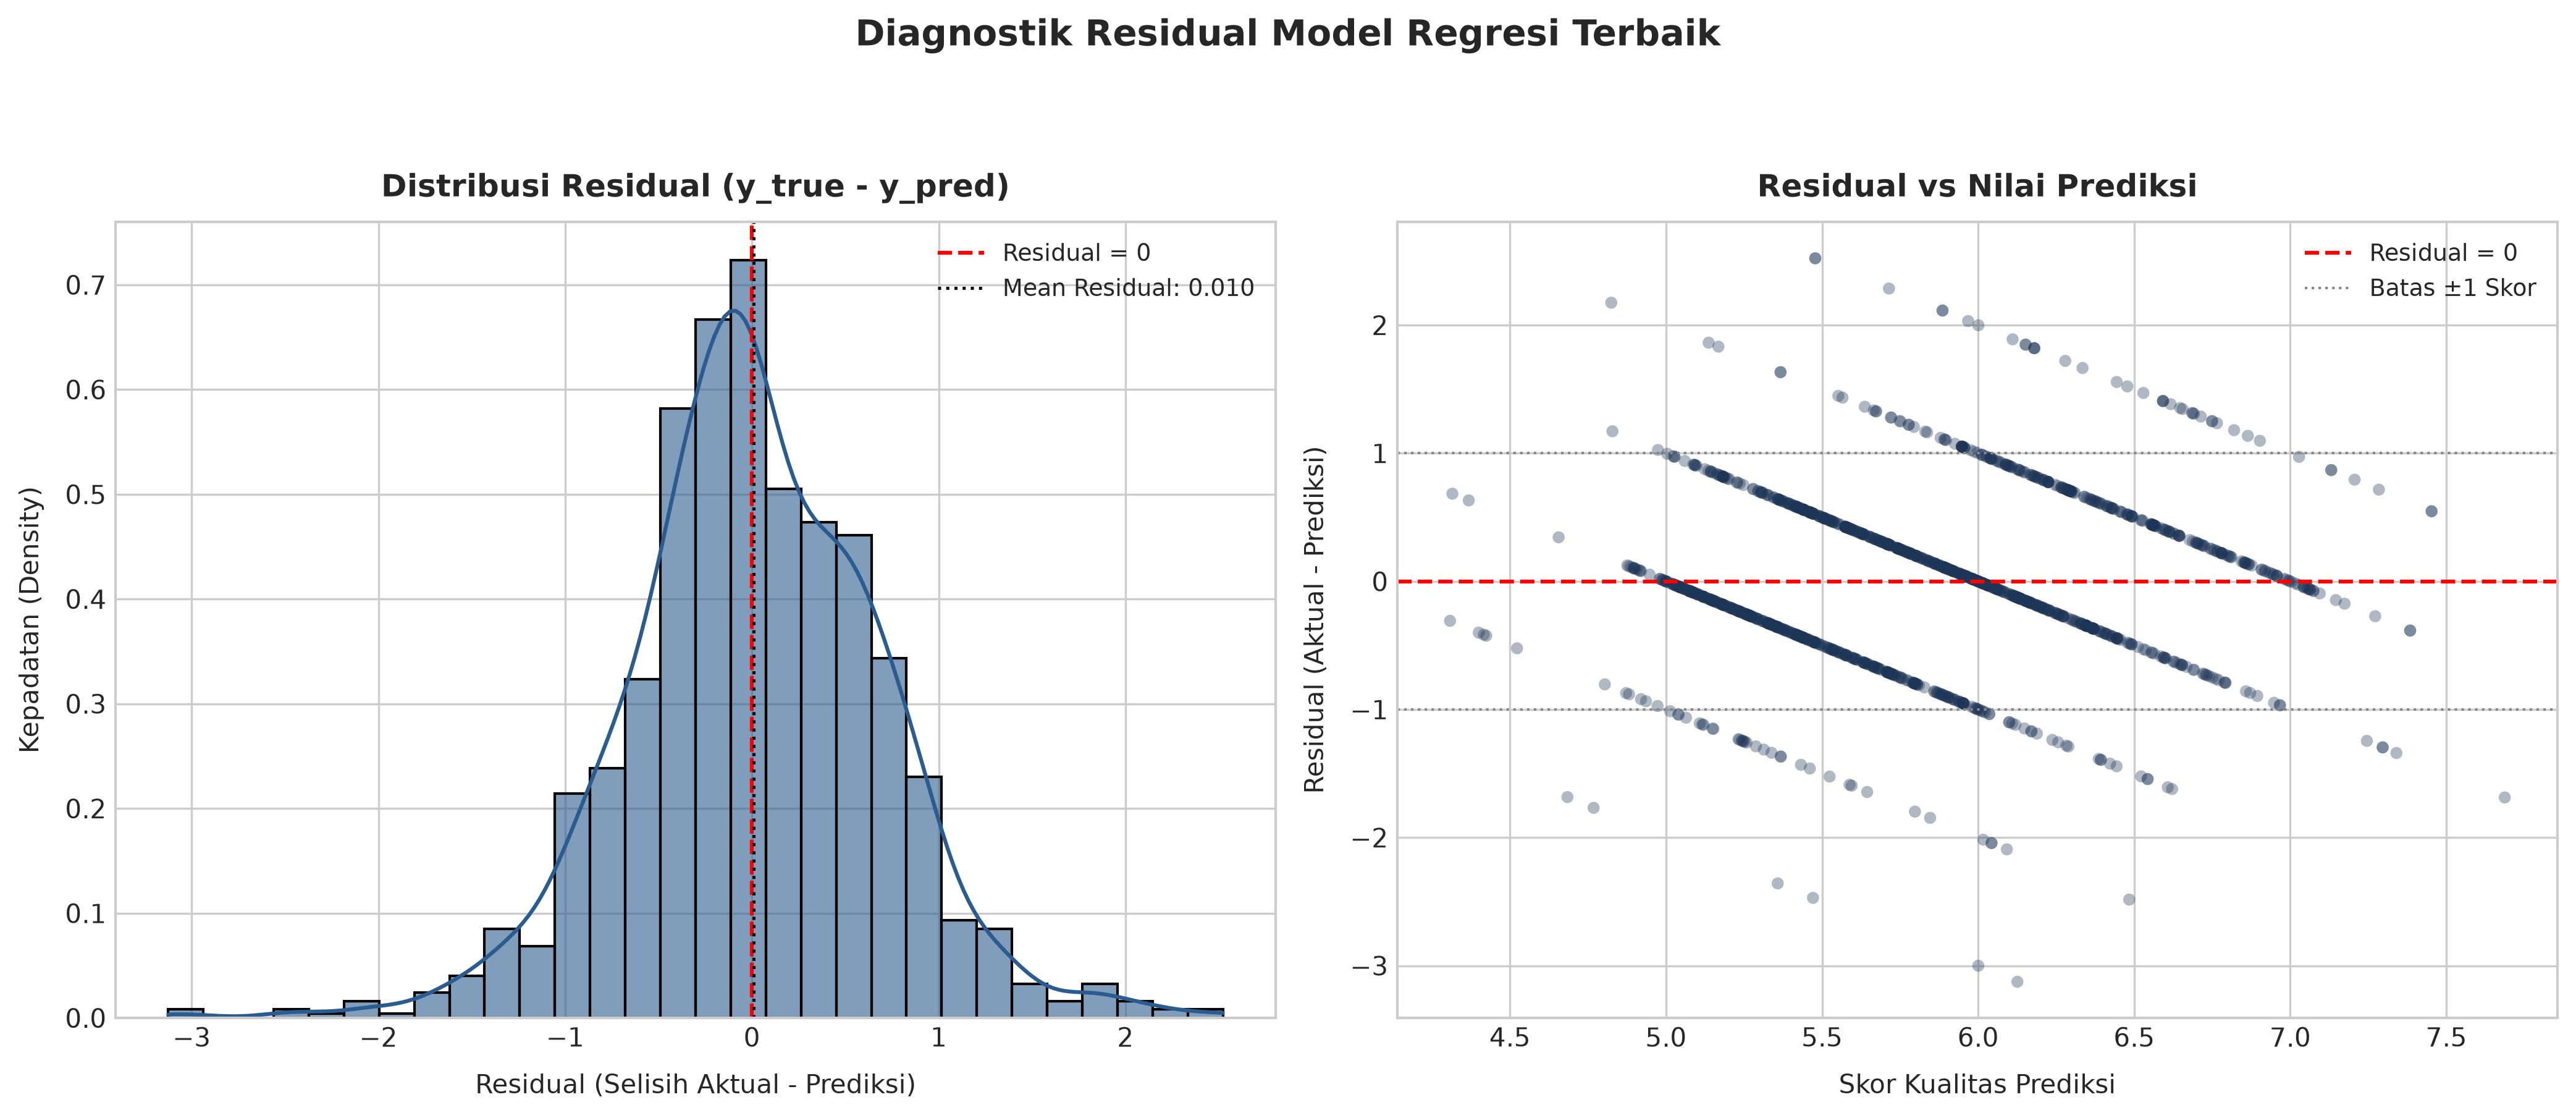 Diagnostik Residual Model Regresi Terbaik
Distribusi Residual (y_true - y_pred)
Residual = 0
Mean Residual: 0.010
Kepadatan (Density)
0.7
0.6
0.5
0.4
0.3
0.2
0.1
0.0
−3
−2
−1
0
1
2
Residual (Selisih Aktual - Prediksi)
Residual vs Nilai Prediksi
Residual = 0
Batas ±1 Skor
Residual (Aktual - Prediksi)
2
1
0
−1
−2
−3
4.5
5.0
5.5
6.0
6.5
7.0
7.5
Skor Kualitas Prediksi